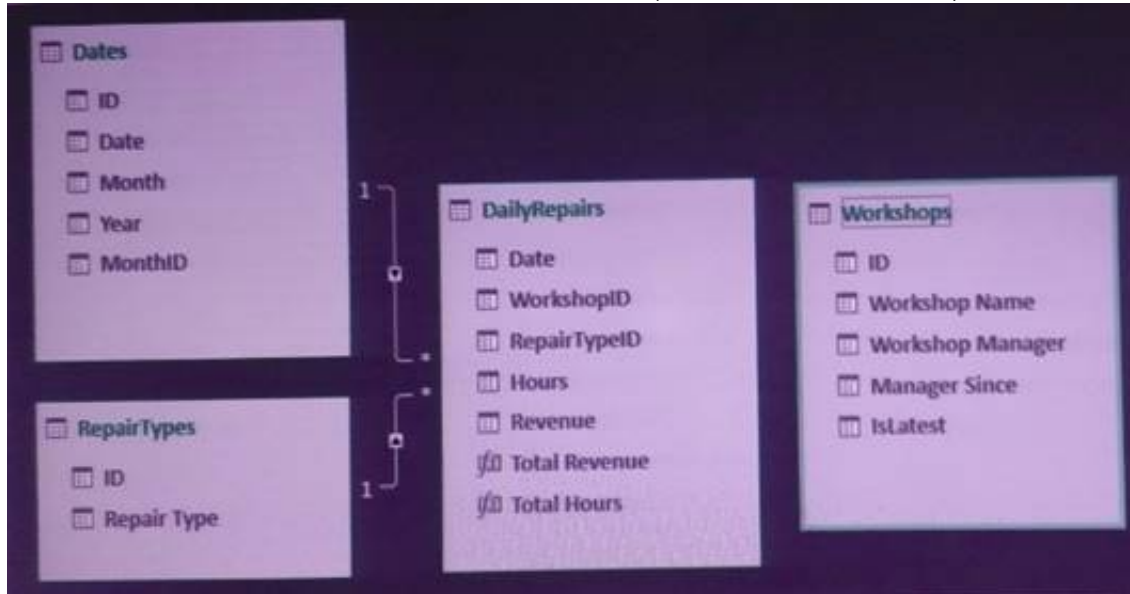 Dates
ID
Date
Month
Year
MonthID
1
*
DailyRepairs
Date
WorkshopID
RepairTypeID
Hours
Revenue
Total Revenue
Total Hours
Workshops
ID
Workshop Name
Workshop Manager
Manager Since
IsLatest
RepairTypes
ID
Repair Type
*
1